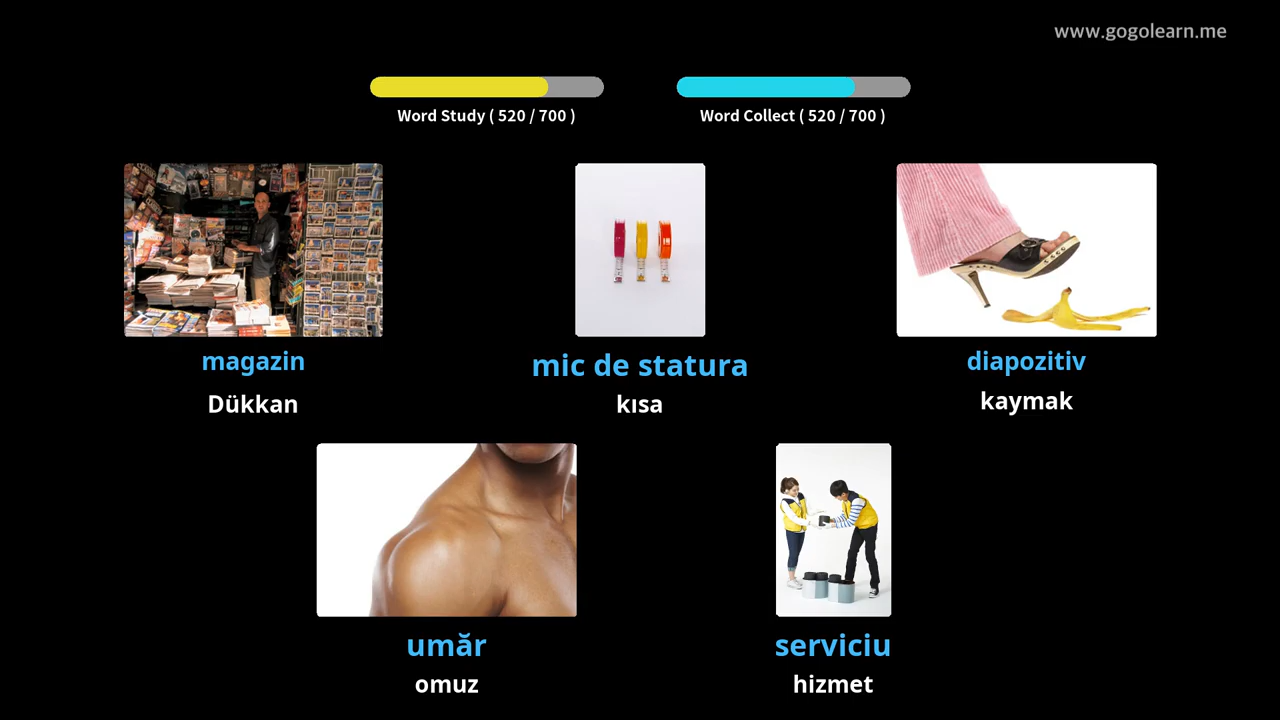 www.gogolearn.me
Word Study ( 520 / 700 )
Word Collect ( 520 / 700 )
magazin
Dükkan
mic de statura
kısa
diapozitiv
kaymak
umăr
omuz
serviciu
hizmet